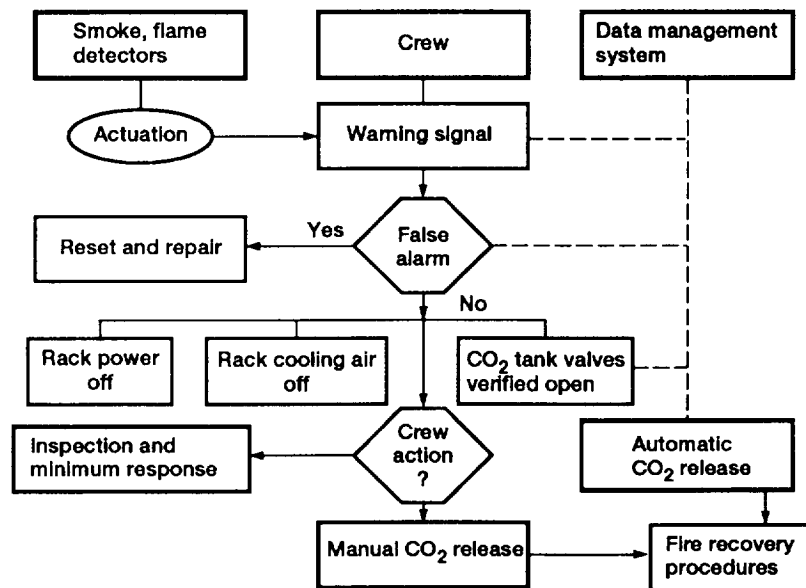 Smoke, flame
detectors
Crew
Data management
system
Actuation
Warning signal
False
alarm
Yes
Reset and repair
No
Rack power
off
Rack cooling air
off
CO2 tank valves
verified open
Crew
action
?
Inspection and
minimum response
Automatic
CO2 release
Manual CO2 release
Fire recovery
procedures